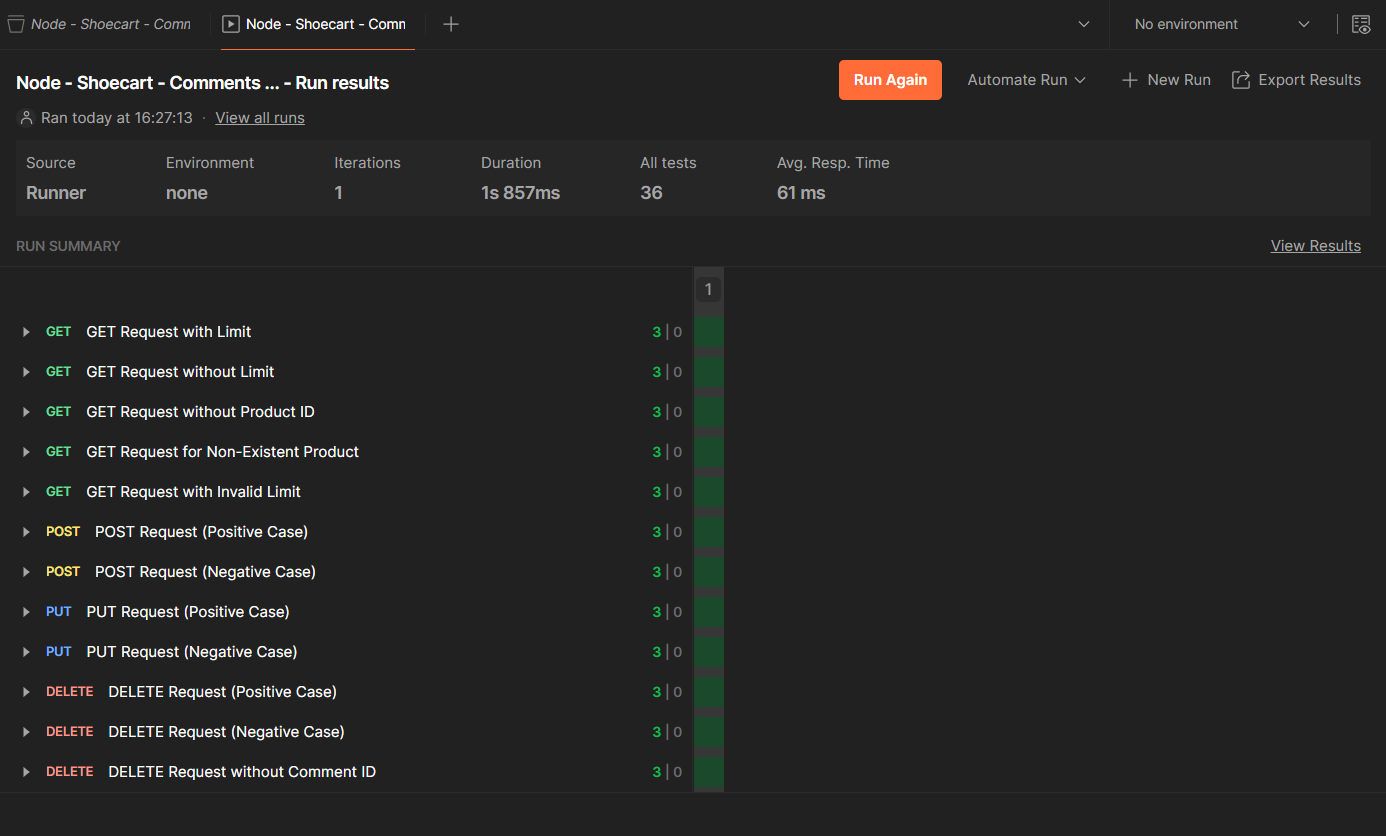 Node - Shoecart - Comm
Node - Shoecart - Comm
No environment
Node - Shoecart - Comments ... - Run results
Run Again
Automate Run
New Run
Export Results
Ran today at 16:27:13 · View all runs
Source Environment Iterations Duration All tests Avg. Resp. Time
Runner none 1 1s 857ms 36 61 ms
RUN SUMMARY View Results
1
GET GET Request with Limit 3 | 0
GET GET Request without Limit 3 | 0
GET GET Request without Product ID 3 | 0
GET GET Request for Non-Existent Product 3 | 0
GET GET Request with Invalid Limit 3 | 0
POST POST Request (Positive Case) 3 | 0
POST POST Request (Negative Case) 3 | 0
PUT PUT Request (Positive Case) 3 | 0
PUT PUT Request (Negative Case) 3 | 0
DELETE DELETE Request (Positive Case) 3 | 0
DELETE DELETE Request (Negative Case) 3 | 0
DELETE DELETE Request without Comment ID 3 | 0